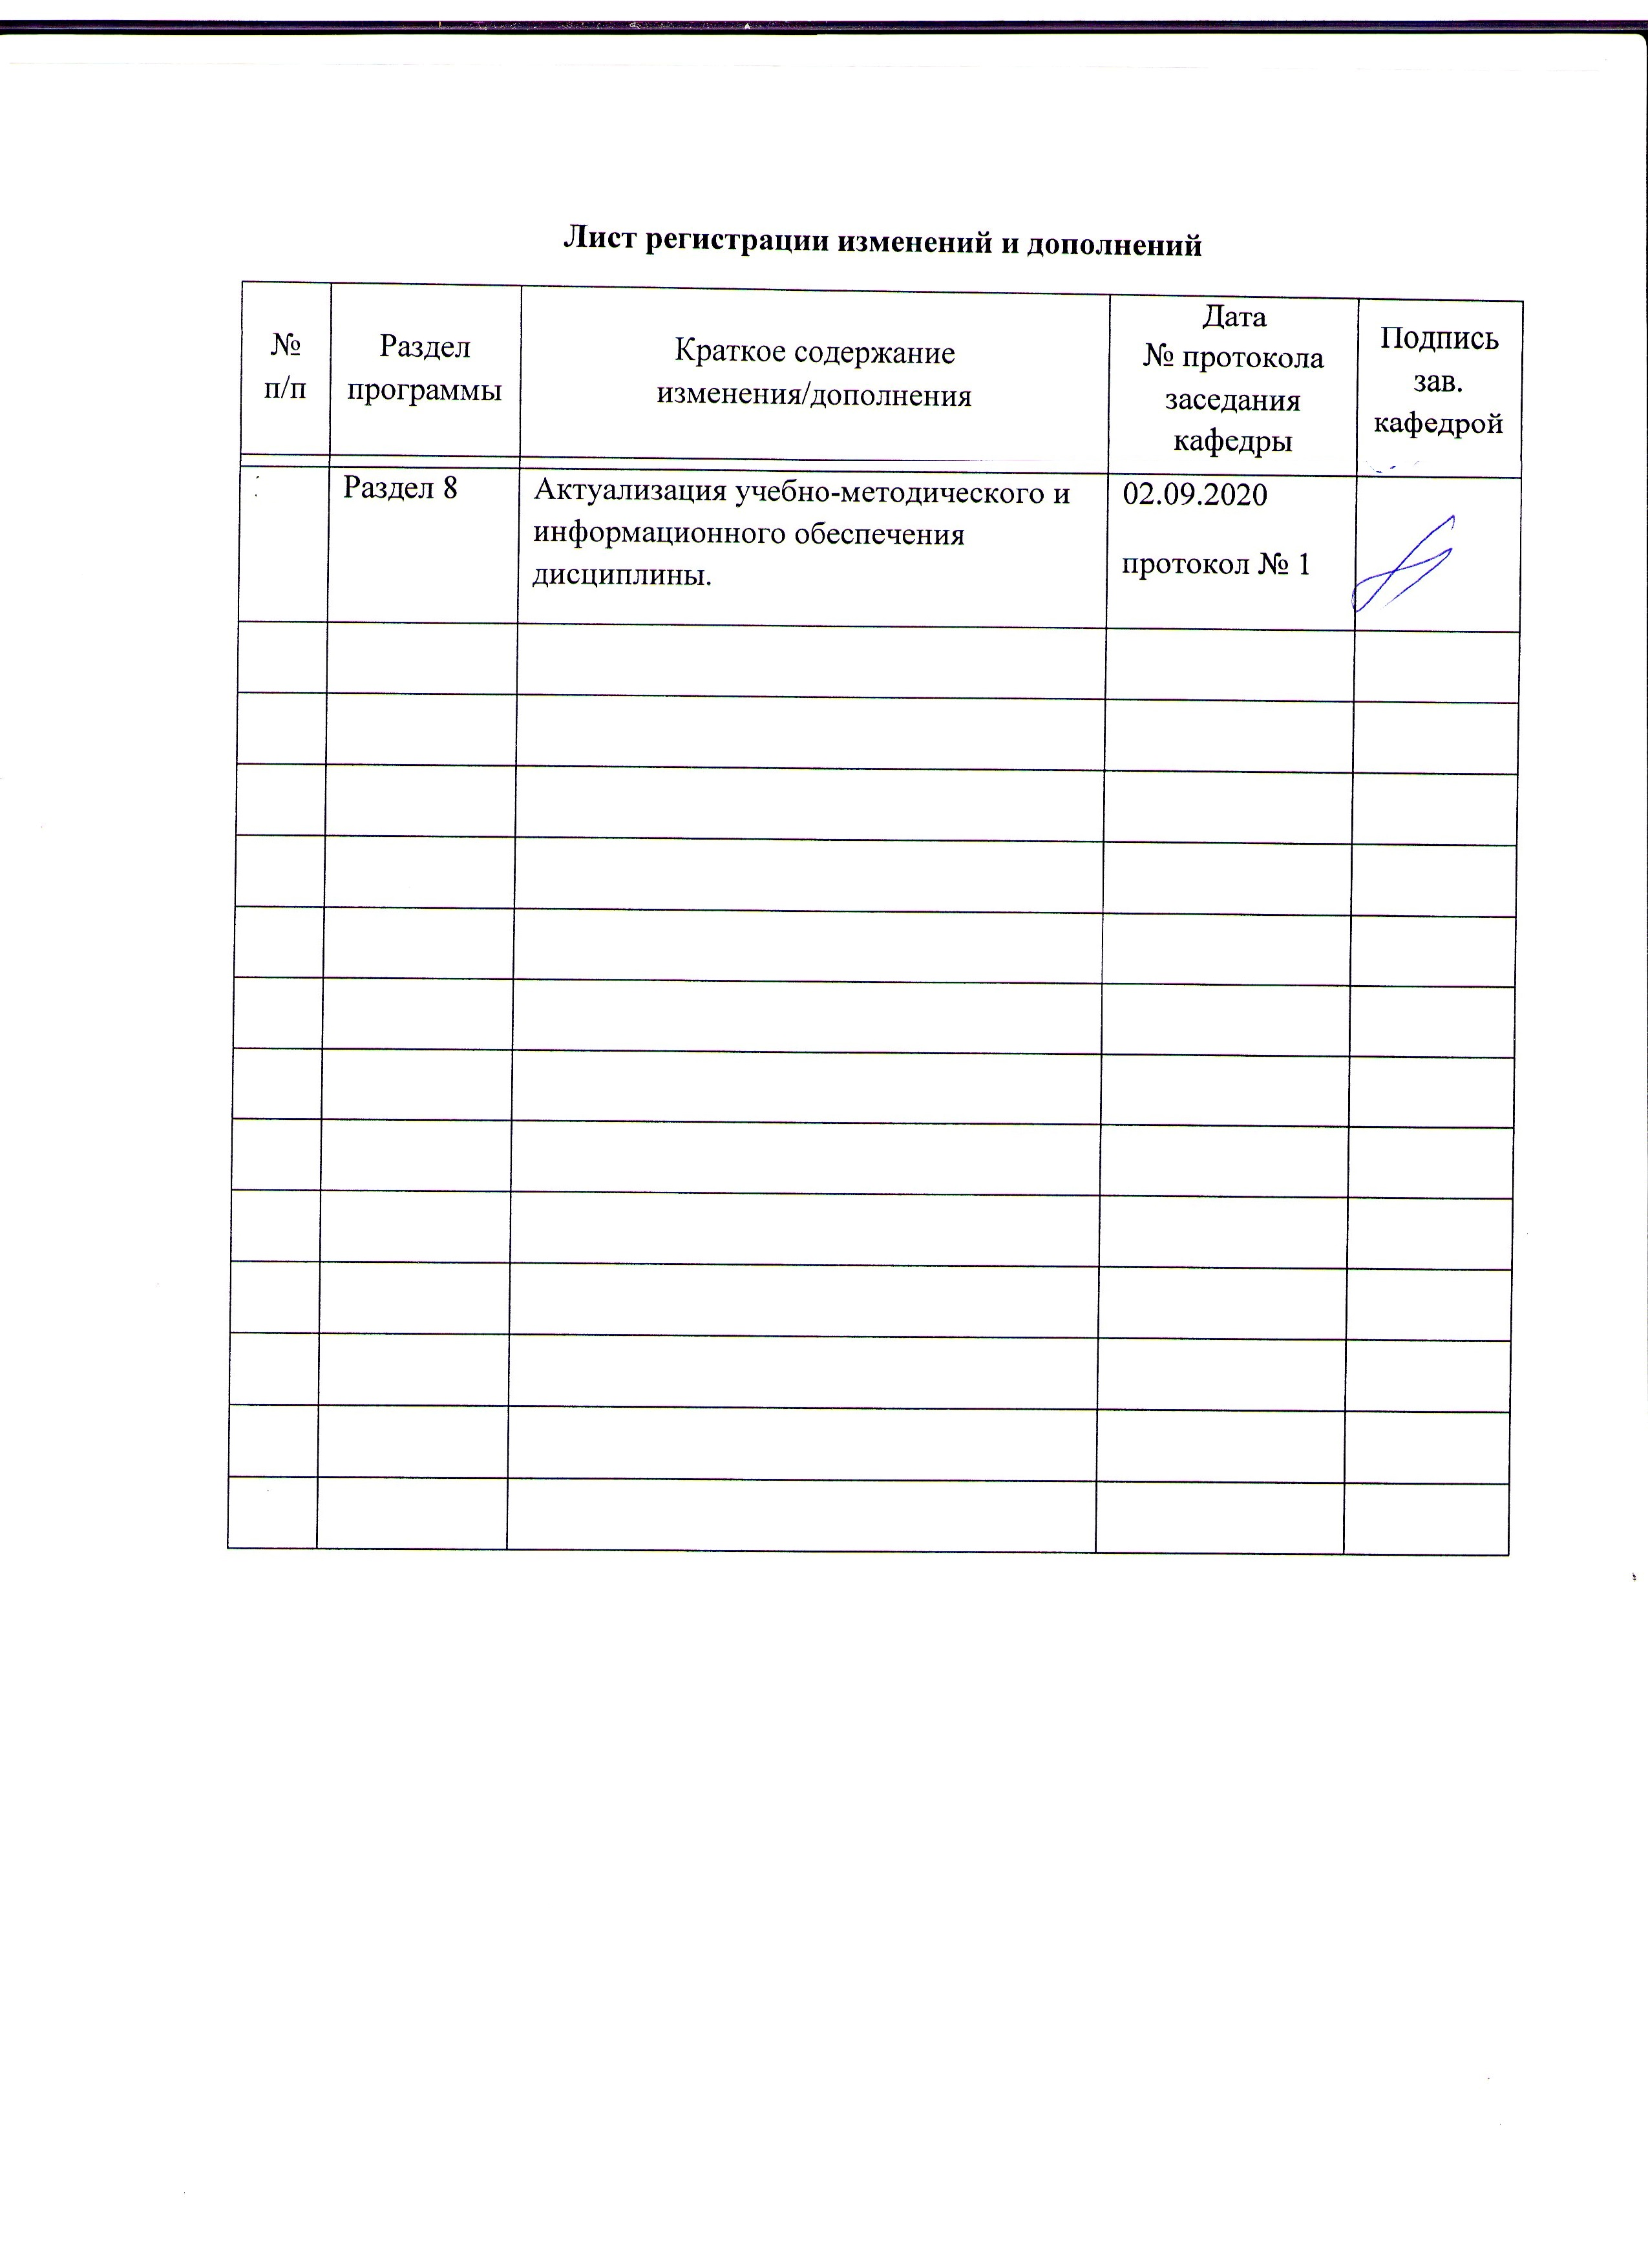 Лист регистрации изменений и дополнений
№
п/п
Раздел
программы
Краткое содержание
изменения/дополнения
Дата
№ протокола
заседания
кафедры
Подпись
зав.
кафедрой
Раздел 8
Актуализация учебно-методического и
информационного обеспечения
дисциплины.
02.09.2020
протокол № 1